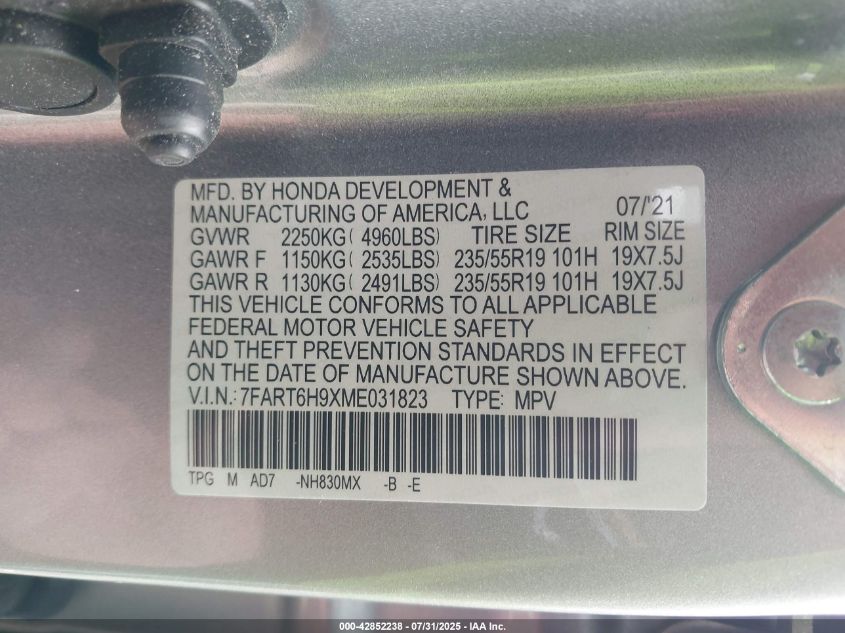 MFD. BY HONDA DEVELOPMENT &
MANUFACTURING OF AMERICA, LLC 07/'21
GVWR 2250KG( 4960LBS) TIRE SIZE RIM SIZE
GAWR F 1150KG( 2535LBS) 235/55R19 101H 19X7.5J
GAWR R 1130KG( 2491LBS) 235/55R19 101H 19X7.5J
THIS VEHICLE CONFORMS TO ALL APPLICABLE
FEDERAL MOTOR VEHICLE SAFETY
AND THEFT PREVENTION STANDARDS IN EFFECT
ON THE DATE OF MANUFACTURE SHOWN ABOVE.
V.I.N.: 7FART6H9XME031823 TYPE: MPV
TPG M AD7 -NH830MX -B -E
000-42852238 - 07/31/2025 - IAA Inc.